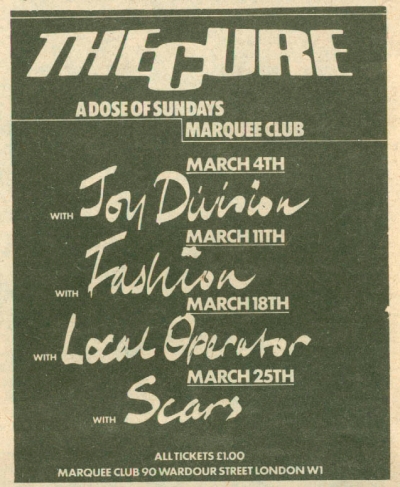 THE CURE
A DOSE OF SUNDAYS
MARQUEE CLUB
MARCH 4TH
WITH Joy Division
MARCH 11TH
WITH Fashion
MARCH 18TH
WITH Local Operator
MARCH 25TH
WITH Scars
ALL TICKETS £1.00
MARQUEE CLUB 90 WARDOUR STREET LONDON W1